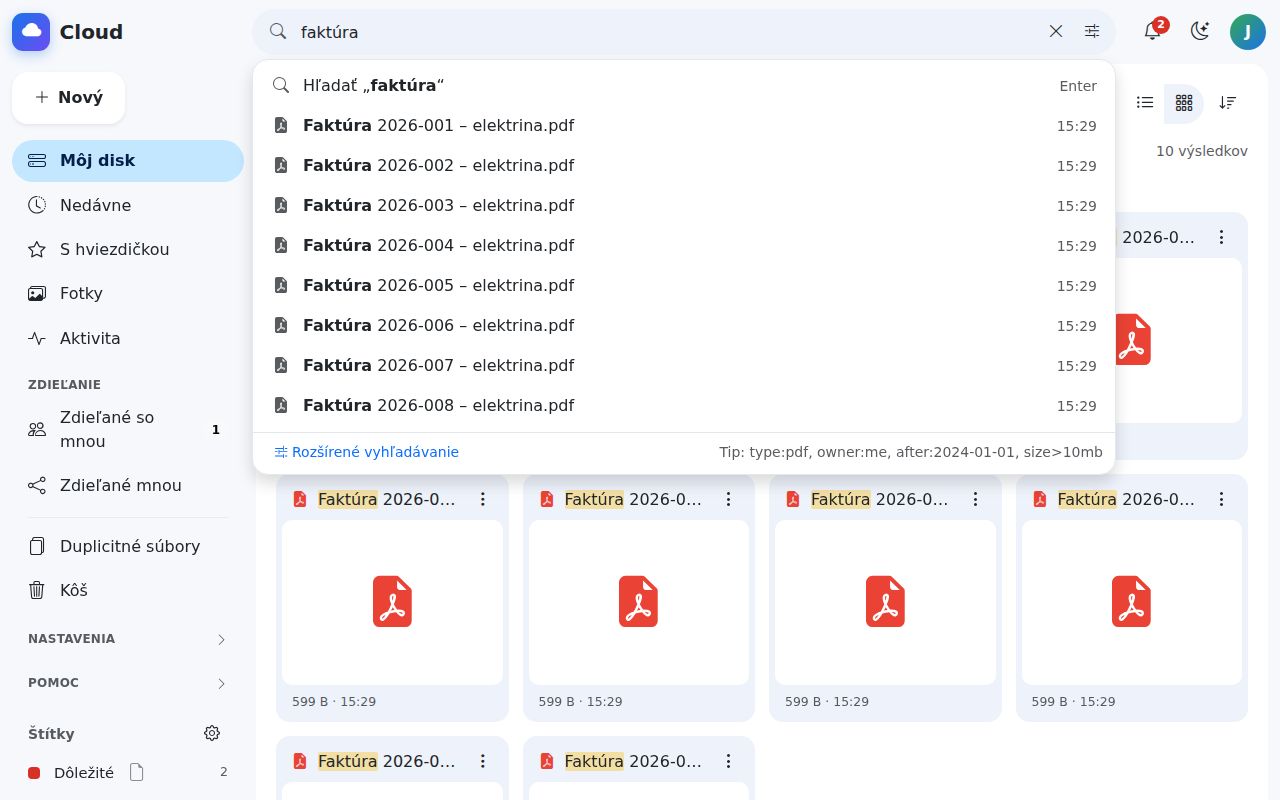 Cloud
faktúra
2
J
Nový
Hľadať „faktúra“ Enter
Faktúra 2026-001 – elektrina.pdf 15:29
Faktúra 2026-002 – elektrina.pdf 15:29
Faktúra 2026-003 – elektrina.pdf 15:29
Faktúra 2026-004 – elektrina.pdf 15:29
Faktúra 2026-005 – elektrina.pdf 15:29
Faktúra 2026-006 – elektrina.pdf 15:29
Faktúra 2026-007 – elektrina.pdf 15:29
Faktúra 2026-008 – elektrina.pdf 15:29
Rozšírené vyhľadávanie Tip: type:pdf, owner:me, after:2024-01-01, size>10mb
10 výsledkov
2026-0...
Môj disk
Nedávne
S hviezdičkou
Fotky
Aktivita
ZDIEĽANIE
Zdieľané so mnou 1
Zdieľané mnou
Duplicitné súbory
Kôš
NASTAVENIA
POMOC
Štítky
Dôležité 2
Faktúra 2026-0... Faktúra 2026-0... Faktúra 2026-0... Faktúra 2026-0...
599 B · 15:29 599 B · 15:29 599 B · 15:29 599 B · 15:29
Faktúra 2026-0... Faktúra 2026-0...